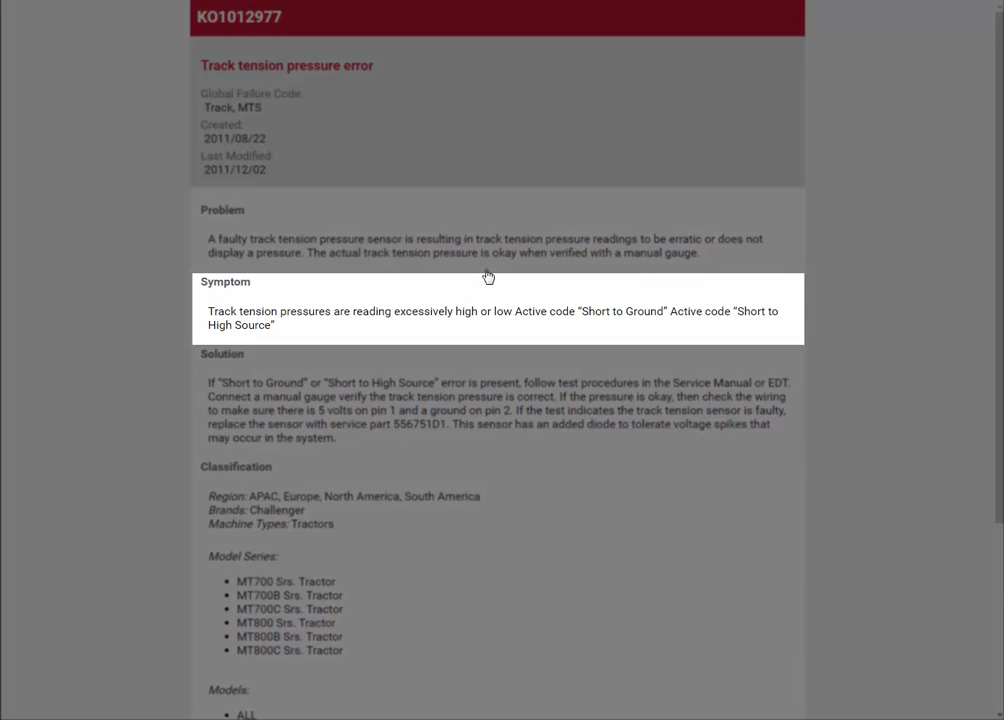 KO1012977
Track tension pressure error
Global Failure Code:
Track, MTS
Created:
2011/08/22
Last Modified:
2011/12/02
Problem
A faulty track tension pressure sensor is resulting in track tension pressure readings to be erratic or does not
display a pressure. The actual track tension pressure is okay when verified with a manual gauge.
Symptom
Track tension pressures are reading excessively high or low Active code “Short to Ground” Active code “Short to
High Source”
Solution
If “Short to Ground” or “Short to High Source” error is present, follow test procedures in the Service Manual or EDT.
Connect a manual gauge verify the track tension pressure is correct. If the pressure is okay, then check the wiring
to make sure there is 5 volts on pin 1 and a ground on pin 2. If the test indicates the track tension sensor is faulty,
replace the sensor with service part 556751D1. This sensor has an added diode to tolerate voltage spikes that
may occur in the system.
Classification
Region: APAC, Europe, North America, South America
Brands: Challenger
Machine Types: Tractors
Model Series:
• MT700 Srs. Tractor
• MT700B Srs. Tractor
• MT700C Srs. Tractor
• MT800 Srs. Tractor
• MT800B Srs. Tractor
• MT800C Srs. Tractor
Models:
• ALL